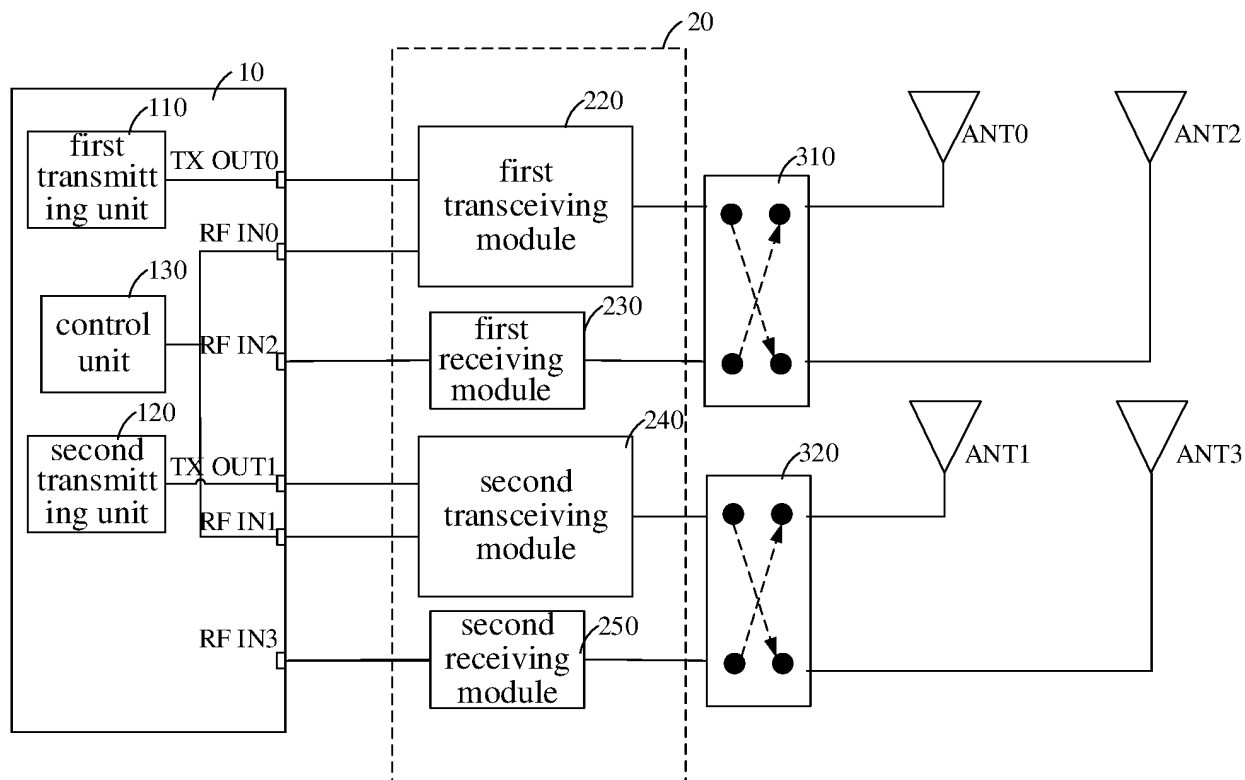 20
10
110
first
transmitt
ing unit
TX OUT0
RF IN0
130
control
unit
RF IN2
120
second
transmitt
ing unit
TX OUT1
RF IN1
RF IN3
220
first
transceiving
module
230
first
receiving
module
240
second
transceiving
module
250
second
receiving
module
310
320
ANT0
ANT2
ANT1
ANT3